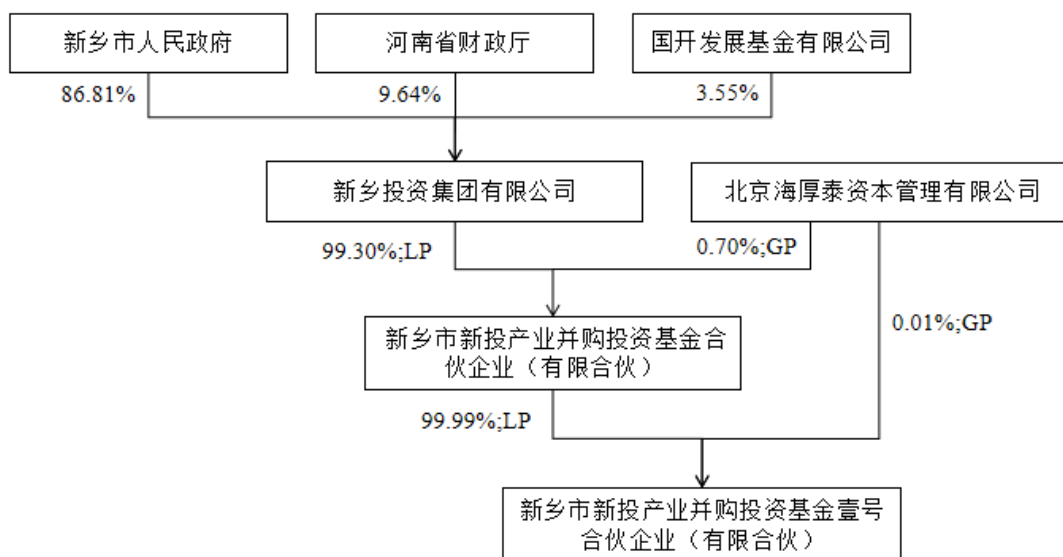 新乡市人民政府
河南省财政厅
国开发展基金有限公司
86.81%
9.64%
3.55%
新乡投资集团有限公司
北京海厚泰资本管理有限公司
99.30%;LP
0.70%;GP
新乡市新投产业并购投资基金合
伙企业（有限合伙）
0.01%;GP
99.99%;LP
新乡市新投产业并购投资基金壹号
合伙企业（有限合伙）